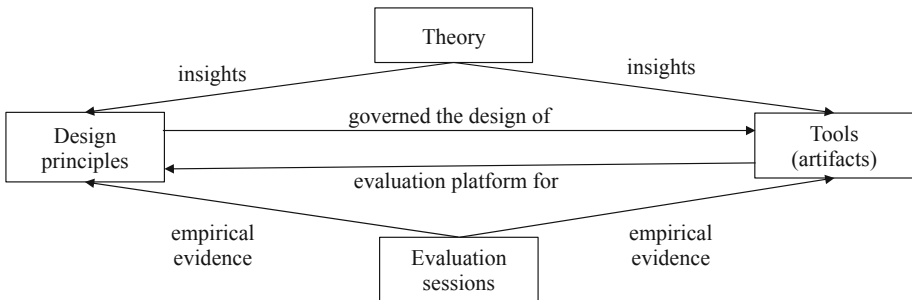 Theory
insights
insights
governed the design of
Design
principles
Tools
(artifacts)
evaluation platform for
empirical
evidence
empirical
evidence
Evaluation
sessions